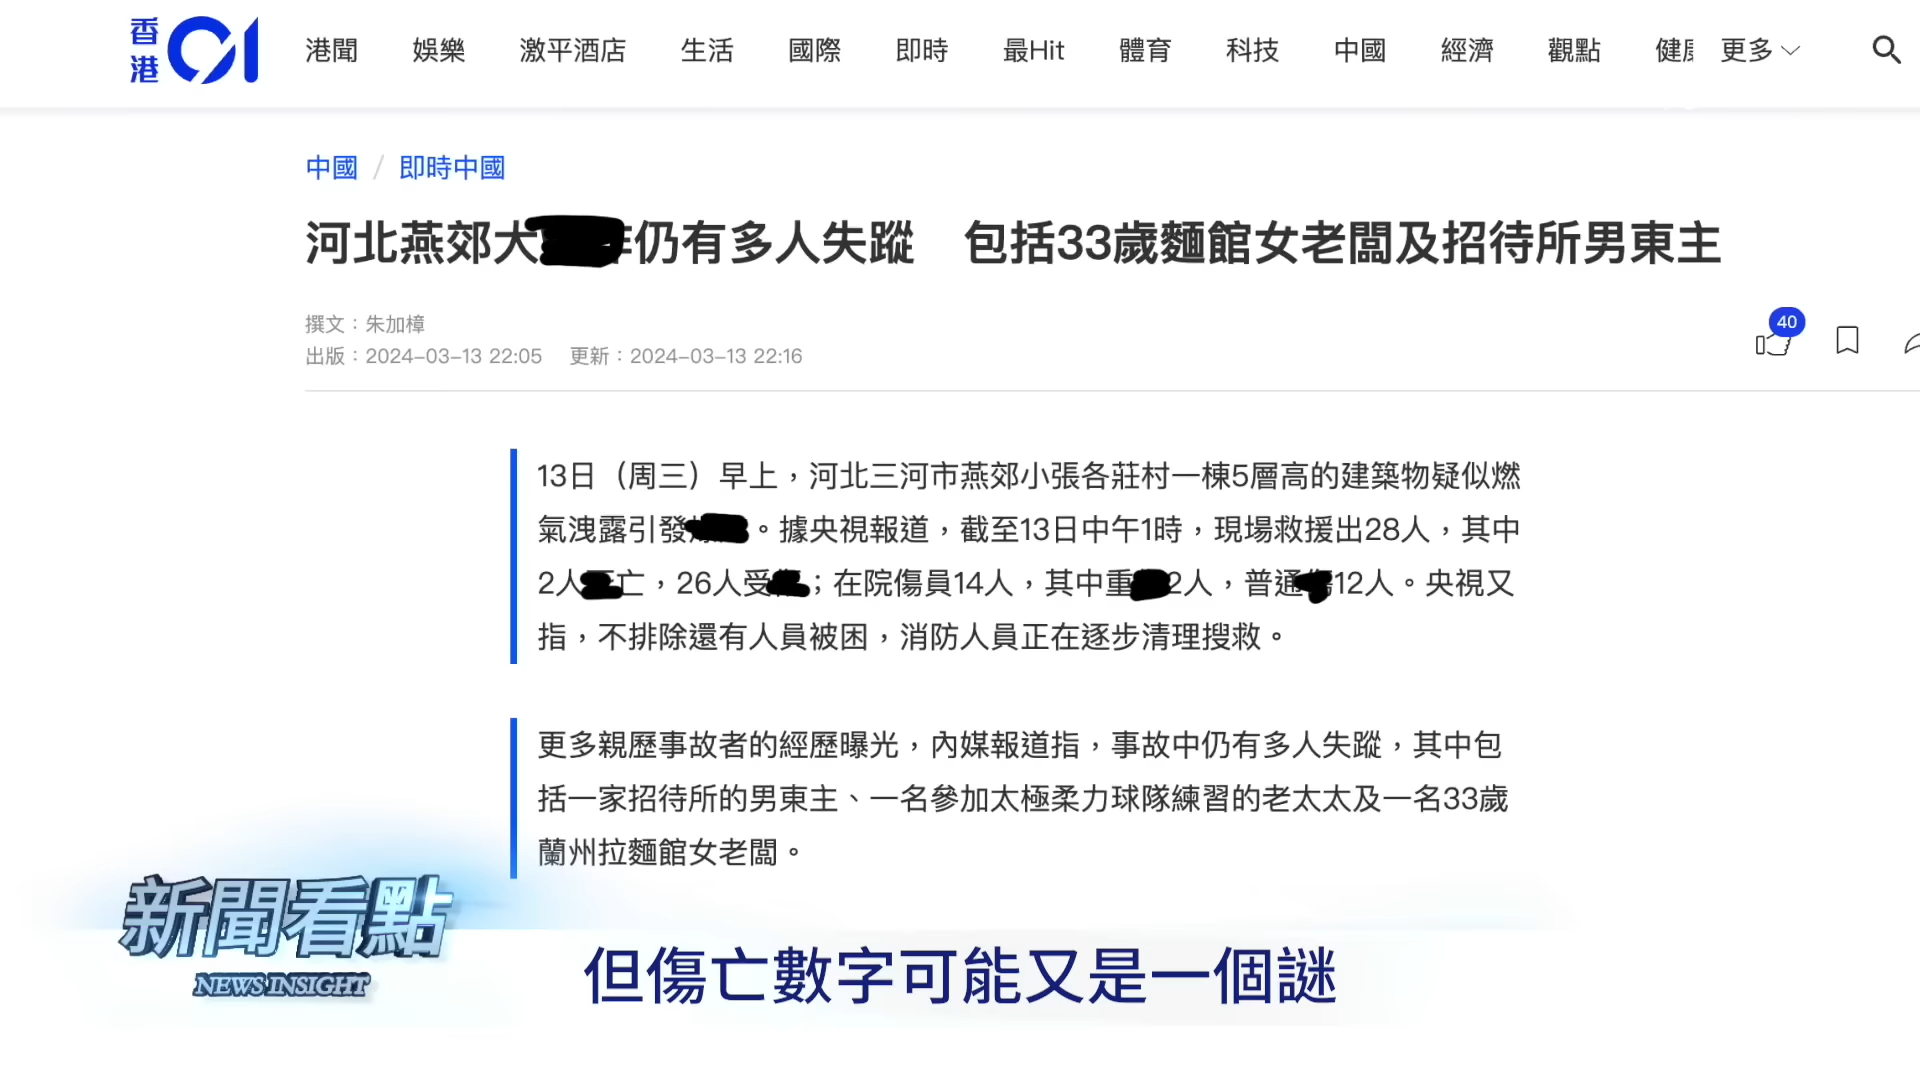 香港01
港聞 娛樂 激平酒店 生活 國際 即時 最Hit 體育 科技 中國 經濟 觀點 健 更多
中國 / 即時中國
河北燕郊大 仍有多人失蹤 包括33歲麵館女老闆及招待所男東主
撰文：朱加樟
出版：2024-03-13 22:05 更新：2024-03-13 22:16
40
13日（周三）早上，河北三河市燕郊小張各莊村一棟5層高的建築物疑似燃
氣洩露引發 。據央視報道，截至13日中午1時，現場救援出28人，其中
2人 亡，26人受 ；在院傷員14人，其中重 2人，普通 12人。央視又
指，不排除還有人員被困，消防人員正在逐步清理搜救。
更多親歷事故者的經歷曝光，內媒報道指，事故中仍有多人失蹤，其中包
括一家招待所的男東主、一名參加太極柔力球隊練習的老太太及一名33歲
蘭州拉麵館女老闆。
新聞看點
NEWS INSIGHT
但傷亡數字可能又是一個謎